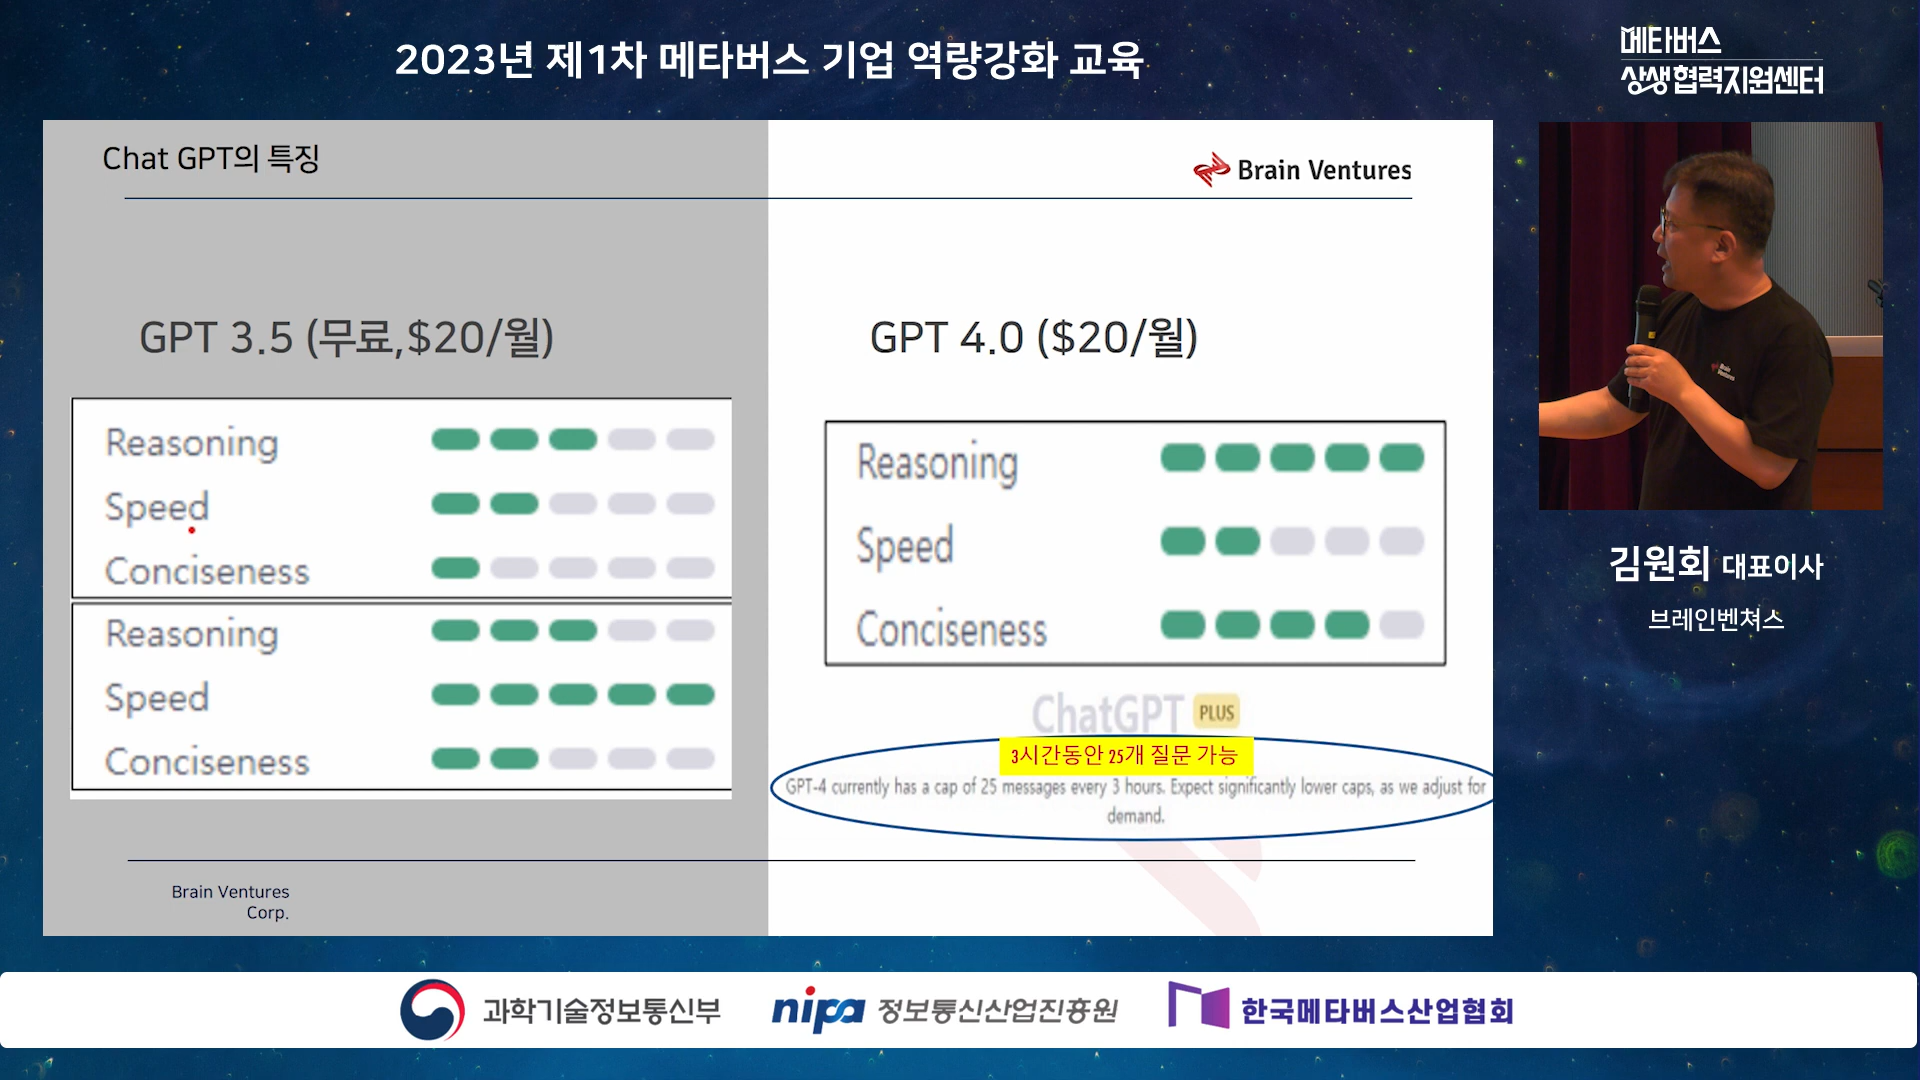 2023년 제1차 메타버스 기업 역량강화 교육
메타버스
상생협력지원센터
Chat GPT의 특징
Brain Ventures
GPT 3.5 (무료,$20/월)
Reasoning
Speed
Conciseness
Reasoning
Speed
Conciseness
GPT 4.0 ($20/월)
Reasoning
Speed
Conciseness
ChatGPT PLUS
3시간동안 25개 질문 가능
GPT-4 currently has a cap of 25 messages every 3 hours. Expect significantly lower caps, as we adjust for
demand.
Brain Ventures
Corp.
Brain
Ventures
김원회 대표이사
브레인벤쳐스
과학기술정보통신부
nipa 정보통신산업진흥원
한국메타버스산업협회